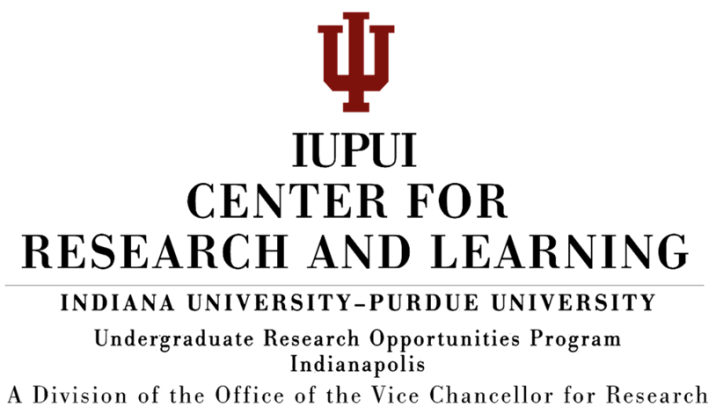 IUPUI
CENTER FOR
RESEARCH AND LEARNING
INDIANA UNIVERSITY–PURDUE UNIVERSITY
Undergraduate Research Opportunities Program
Indianapolis
A Division of the Office of the Vice Chancellor for Research